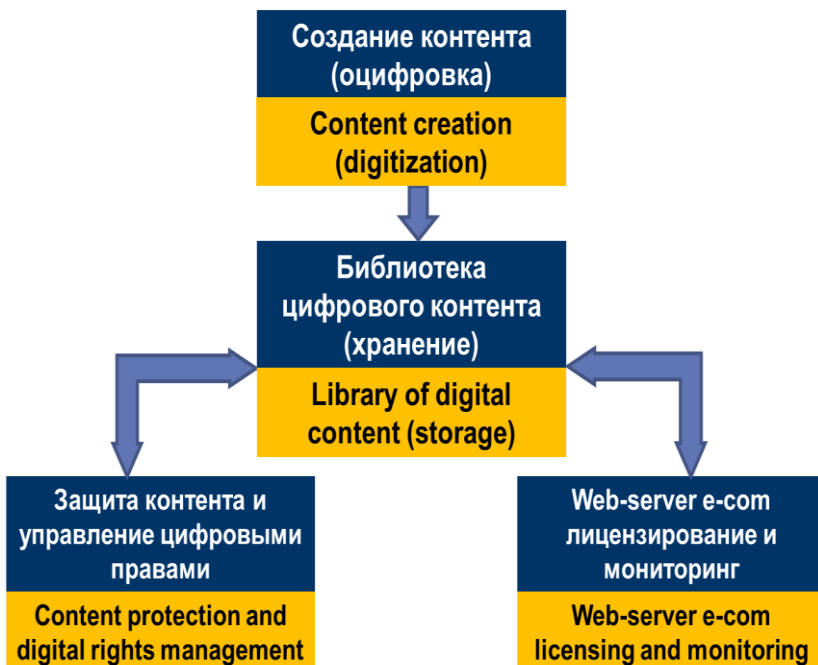 Создание контента
(оцифровка)
Content creation
(digitization)
Библиотека
цифрового контента
(хранение)
Library of digital
content (storage)
Защита контента и
управление цифровыми
правами
Content protection and
digital rights management
Web-server e-com
лицензирование и
мониторинг
Web-server e-com
licensing and monitoring